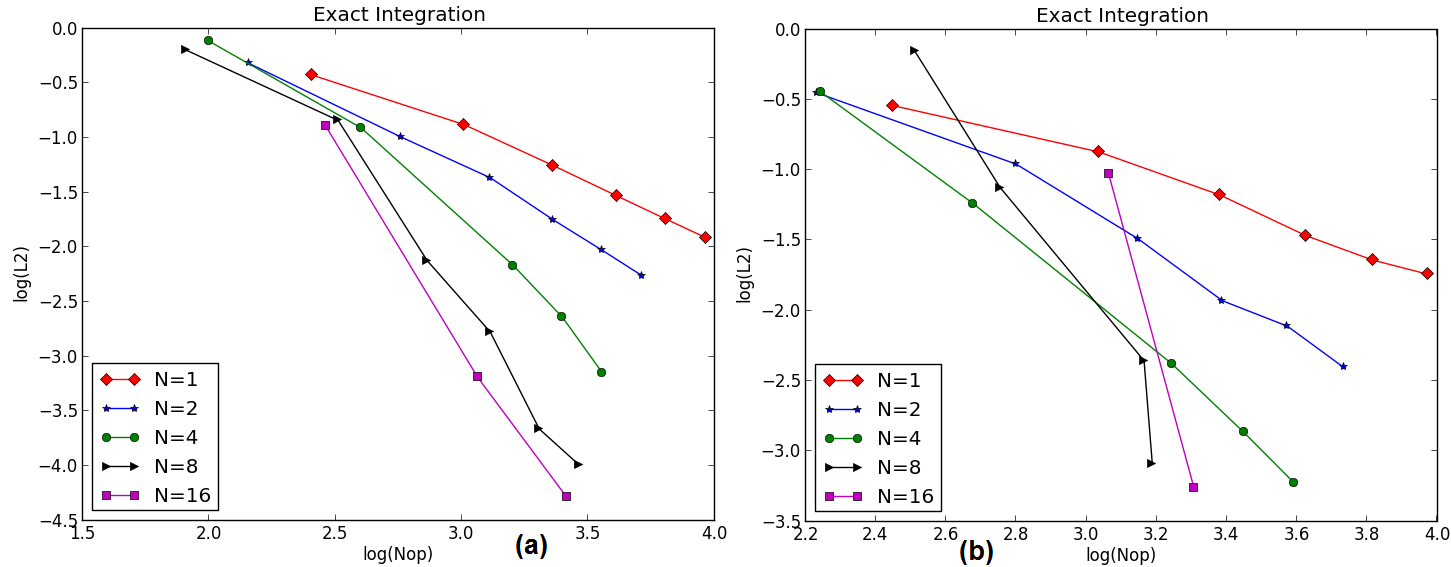 Exact Integration
0.0
−0.5
−1.0
−1.5
−2.0
−2.5
−3.0
−3.5
−4.0
−4.5
log(L2)
N=1
N=2
N=4
N=8
N=16
1.5 2.0 2.5 3.0 3.5 4.0
log(Nop)
(a)
Exact Integration
0.0
−0.5
−1.0
−1.5
−2.0
−2.5
−3.0
−3.5
log(L2)
N=1
N=2
N=4
N=8
N=16
2.2 2.4 2.6 2.8 3.0 3.2 3.4 3.6 3.8 4.0
log(Nop)
(b)